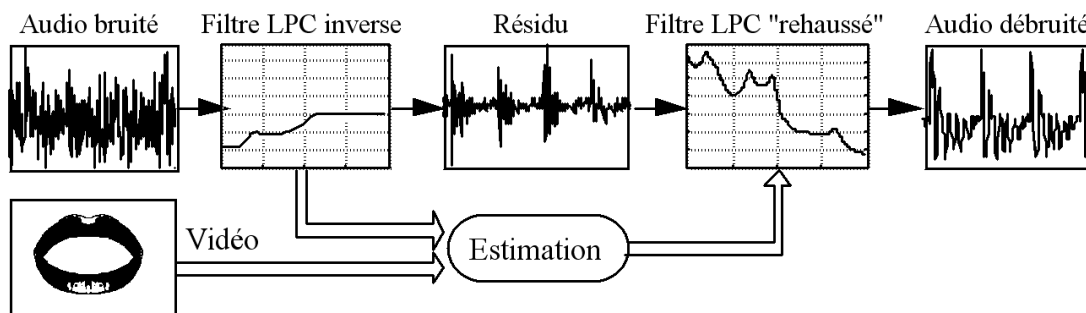 Audio bruité
Filtre LPC inverse
Résidu
Filtre LPC "rehaussé"
Audio débruité
Vidéo
Estimation